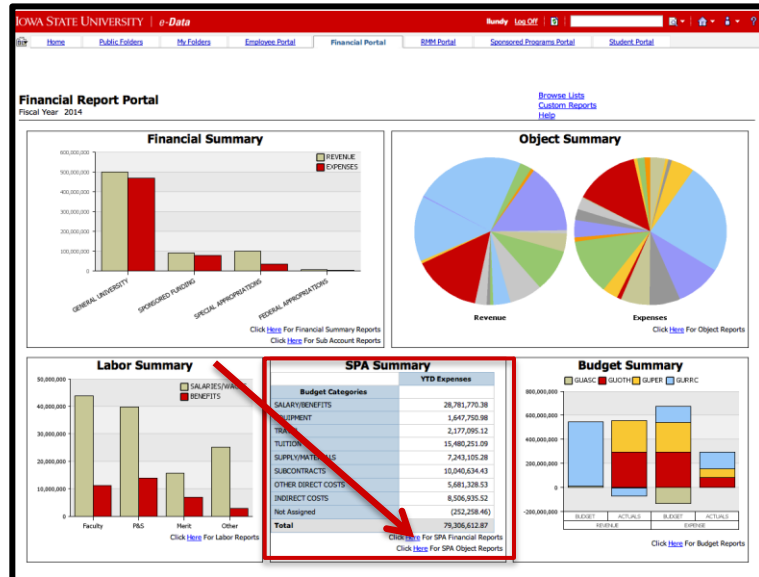 IOWA STATE UNIVERSITY | e-Data llundy Log Off
Home Public Folders My Folders Employee Portal Financial Portal RMM Portal Sponsored Programs Portal Student Portal
Financial Report Portal
Fiscal Year 2014
Browse Lists
Custom Reports
Help
Financial Summary
600,000,000
500,000,000
400,000,000
300,000,000
200,000,000
100,000,000
0
REVENUE
EXPENSES
GENERAL UNIVERSITY
SPONSORED FUNDING
SPECIAL APPROPRIATIONS
FEDERAL APPROPRIATIONS
Click Here For Financial Summary Reports
Click Here For Sub Account Reports
Object Summary
Revenue Expenses
Click Here For Object Reports
Labor Summary
50,000,000
40,000,000
30,000,000
20,000,000
10,000,000
0
BENEFITS
Faculty P&S Merit Other
Click Here For Labor Reports
SPA Summary
YTD Expenses
Budget Categories
SALARY/BENEFITS 28,781,770.38
1,647,750.98
2,177,095.12
TUITION 15,480,251.09
7,243,105.28
SUBCONTRACTS 10,040,634.43
OTHER DIRECT COSTS 5,681,328.53
INDIRECT COSTS 8,506,935.52
Not Assigned (252,258.46)
Total 79,306,612.87
Click Here For SPA Financial Reports
Click Here For SPA Object Reports
Budget Summary
GUASC GUOTH GUPER GURRC
800,000,000
600,000,000
400,000,000
200,000,000
0
-200,000,000
BUDGET ACTUALS BUDGET ACTUALS
REVENUE EXPENSE
Click Here For Budget Reports